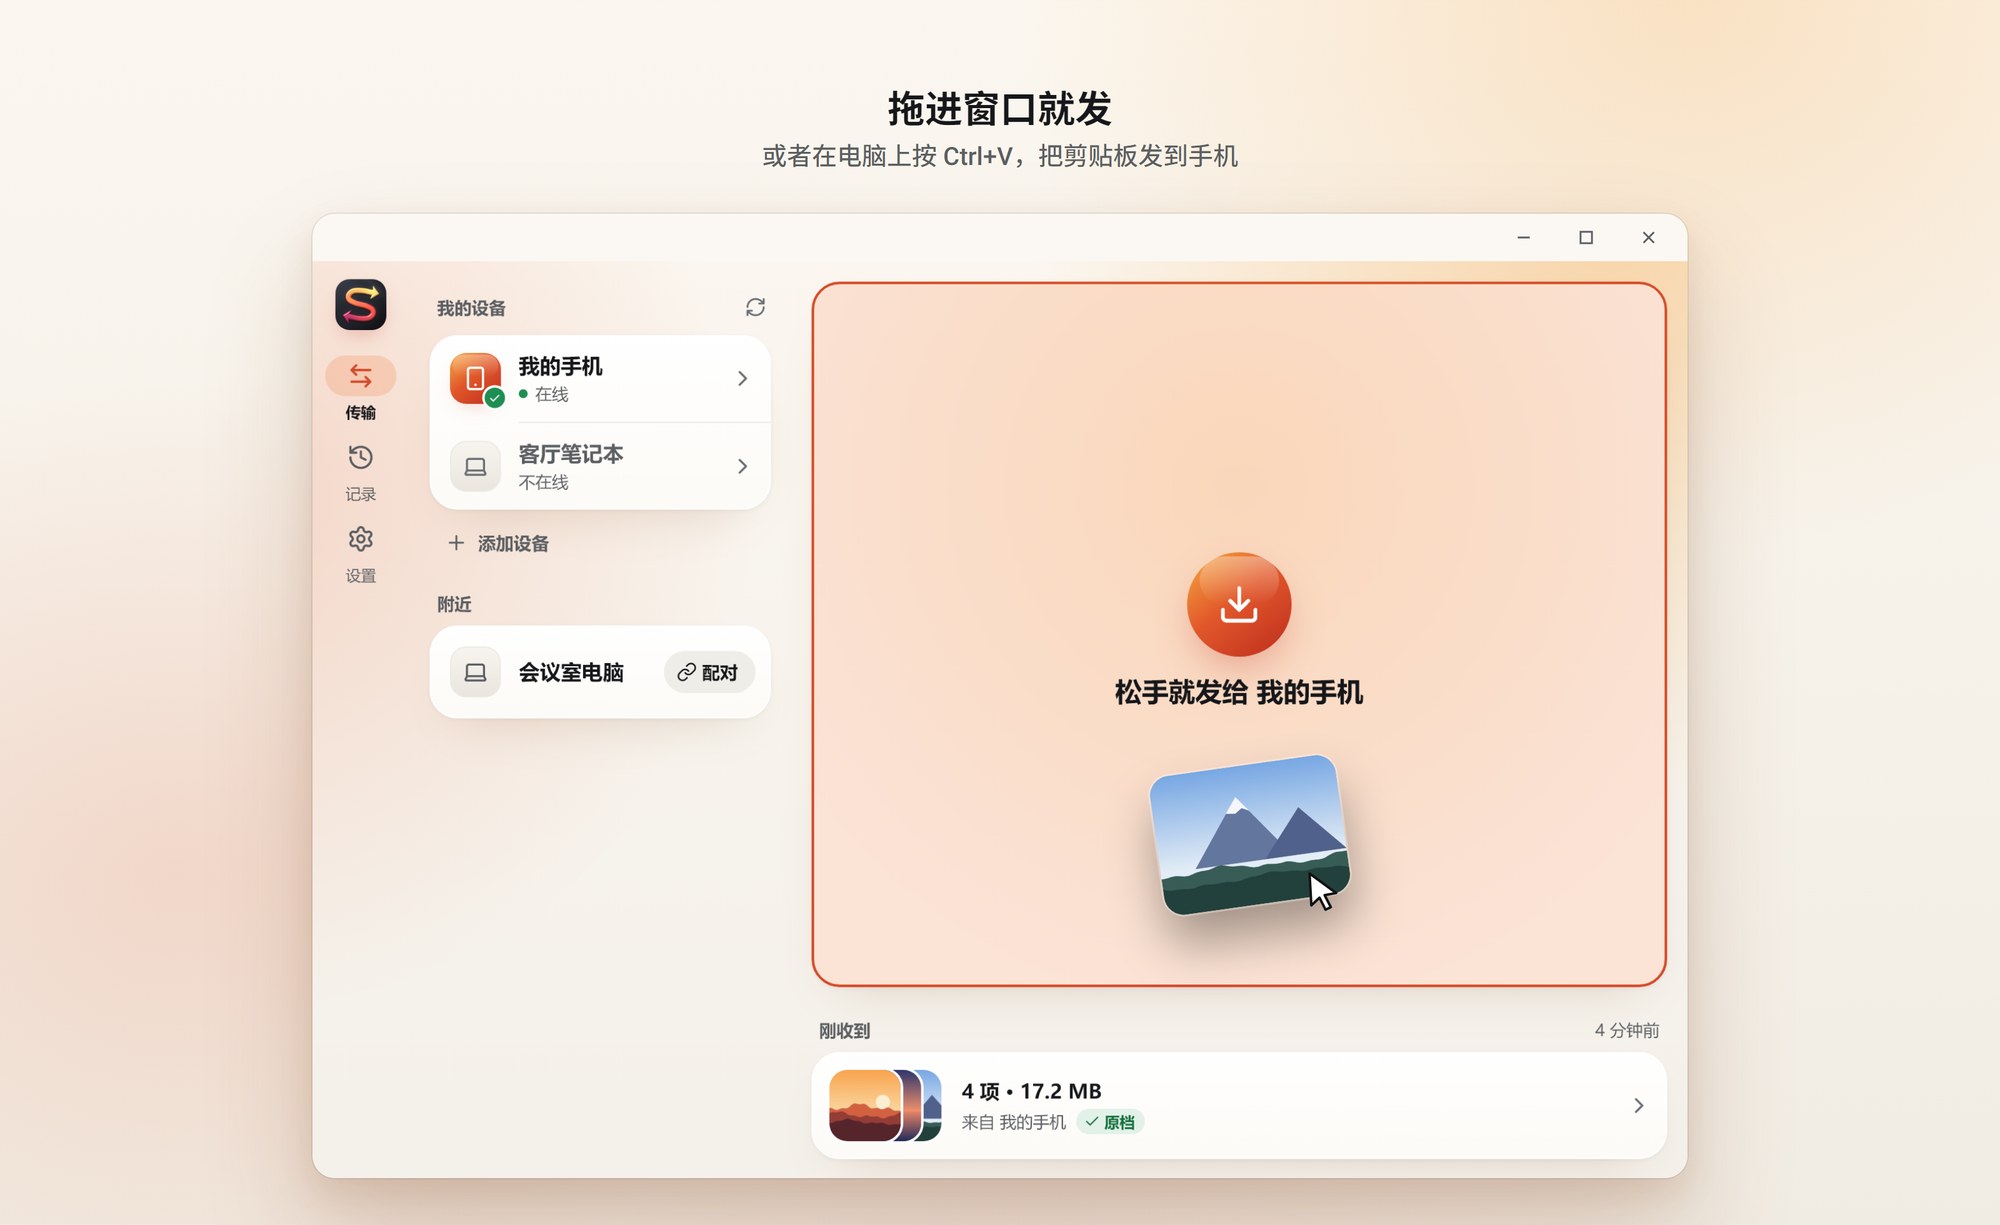 拖进窗口就发
或者在电脑上按 Ctrl+V，把剪贴板发到手机
传输
记录
设置
我的设备
我的手机
在线
客厅笔记本
不在线
添加设备
附近
会议室电脑
配对
松手就发给 我的手机
刚收到
4 分钟前
4 项 • 17.2 MB
来自 我的手机
原档